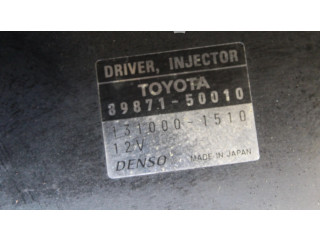 DRIVER, INJECTOR
TOYOTA
89871-50010
131000-1510
12V
DENSO MADE IN JAPAN